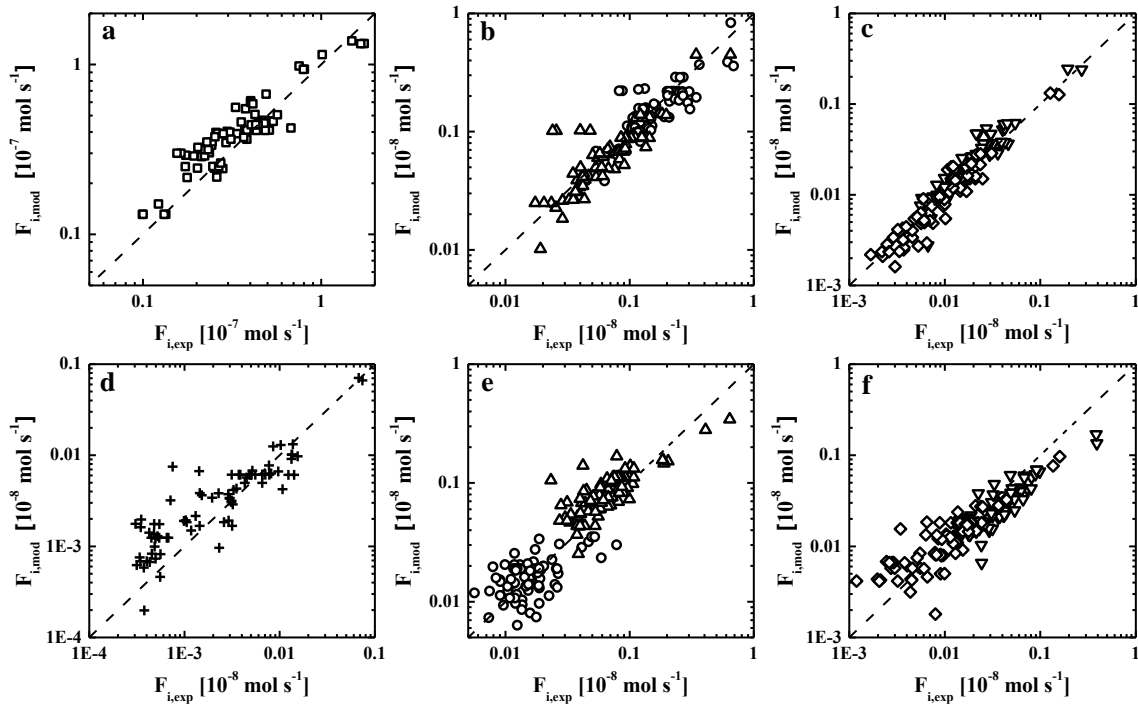 a
F_i,mod [10^-7 mol s^-1]
1
0.1
0.1 1
F_i,exp [10^-7 mol s^-1]
b
F_i,mod [10^-8 mol s^-1]
1
0.1
0.01
0.01 0.1 1
F_i,exp [10^-8 mol s^-1]
c
F_i,mod [10^-8 mol s^-1]
1
0.1
0.01
1E-3
1E-3 0.01 0.1 1
F_i,exp [10^-8 mol s^-1]
d
F_i,mod [10^-8 mol s^-1]
0.1
0.01
1E-3
1E-4
1E-4 1E-3 0.01 0.1
F_i,exp [10^-8 mol s^-1]
e
F_i,mod [10^-8 mol s^-1]
1
0.1
0.01
0.01 0.1 1
F_i,exp [10^-8 mol s^-1]
f
F_i,mod [10^-8 mol s^-1]
1
0.1
0.01
1E-3
1E-3 0.01 0.1 1
F_i,exp [10^-8 mol s^-1]